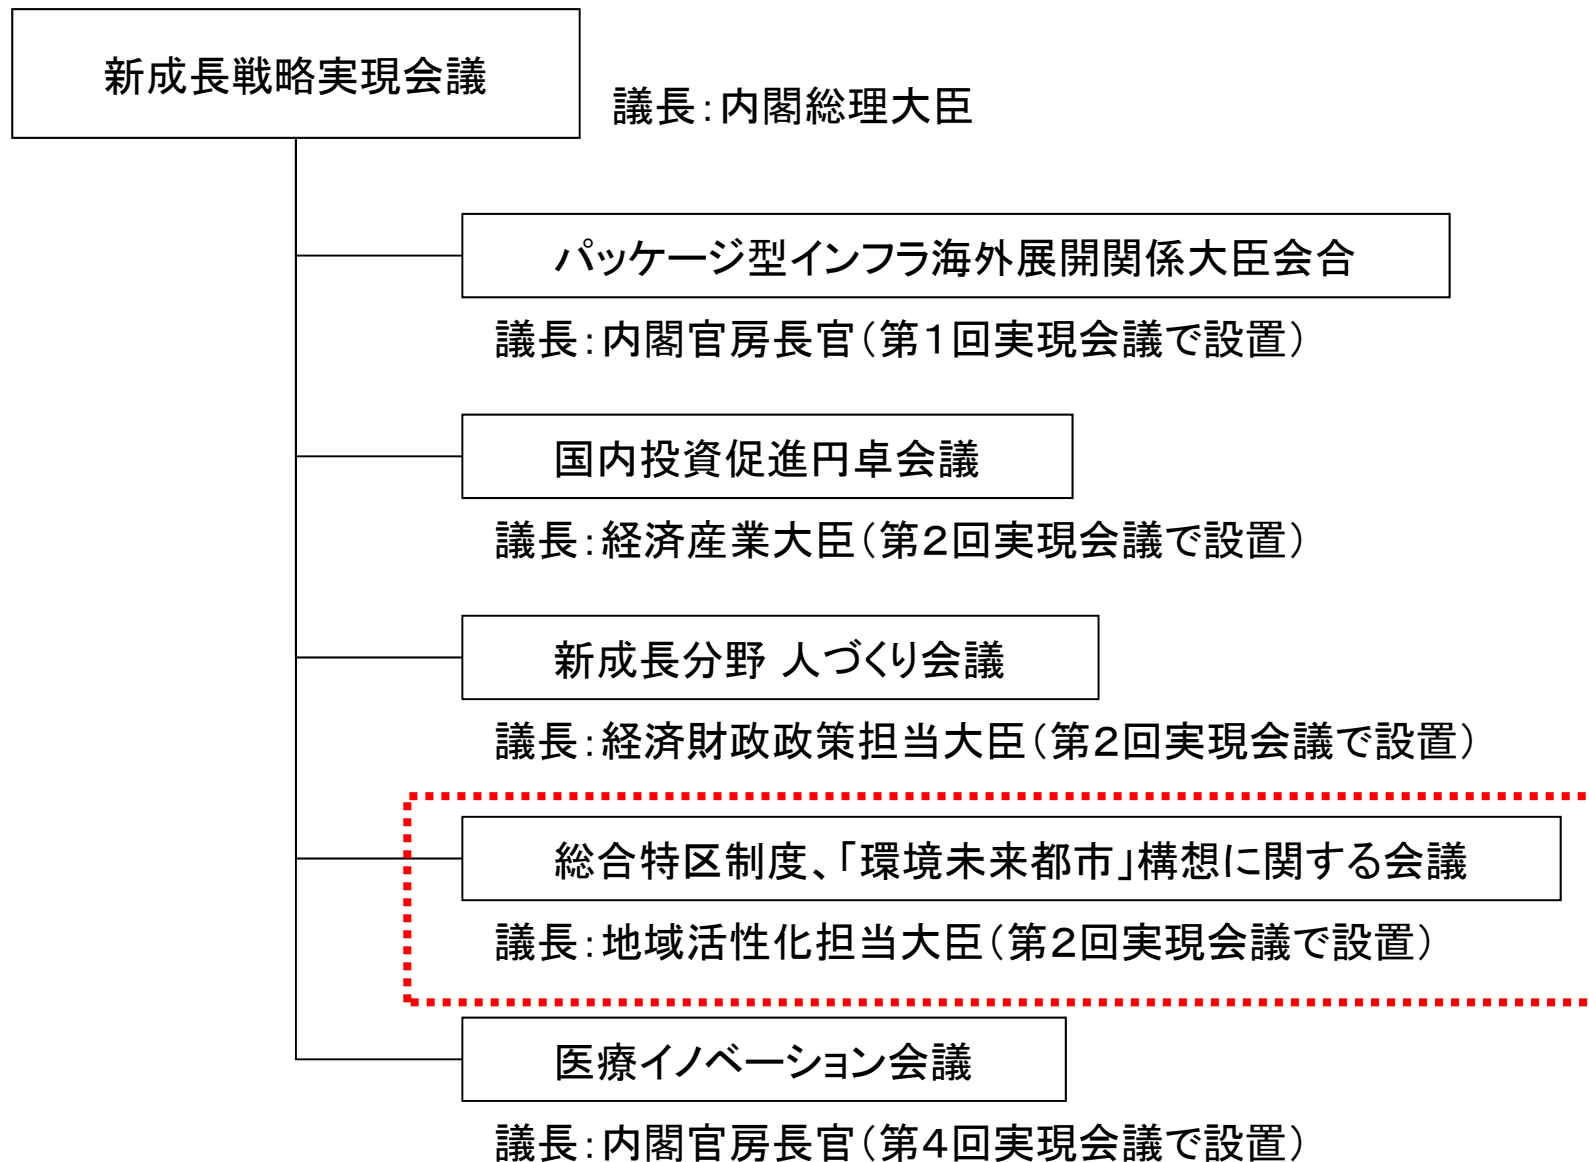 新成長戦略実現会議
議長：内閣総理大臣
パッケージ型インフラ海外展開関係大臣会合
議長：内閣官房長官（第１回実現会議で設置）
国内投資促進円卓会議
議長：経済産業大臣（第２回実現会議で設置）
新成長分野 人づくり会議
議長：経済財政政策担当大臣（第２回実現会議で設置）
総合特区制度、「環境未来都市」構想に関する会議
議長：地域活性化担当大臣（第２回実現会議で設置）
医療イノベーション会議
議長：内閣官房長官（第４回実現会議で設置）